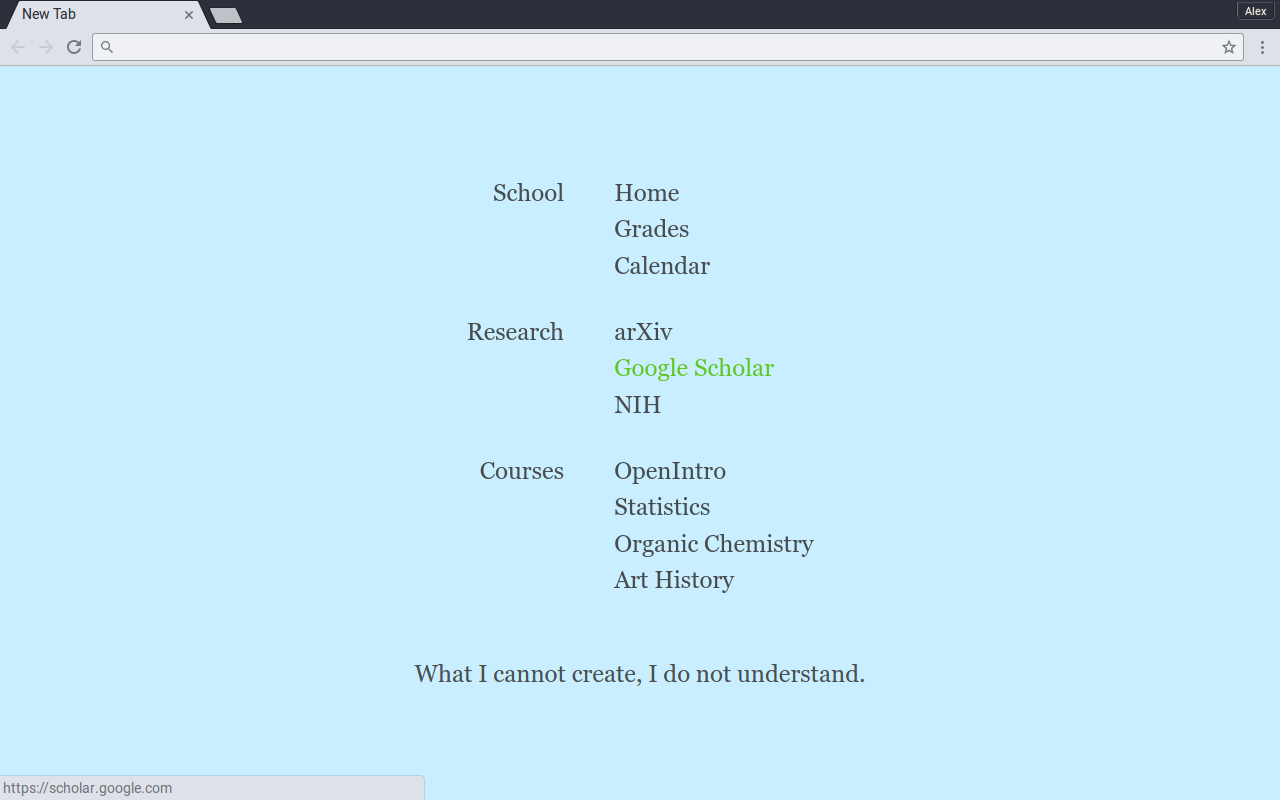 New Tab
Alex
School Home
Grades
Calendar
Research arXiv
Google Scholar
NIH
Courses OpenIntro
Statistics
Organic Chemistry
Art History
What I cannot create, I do not understand.
https://scholar.google.com